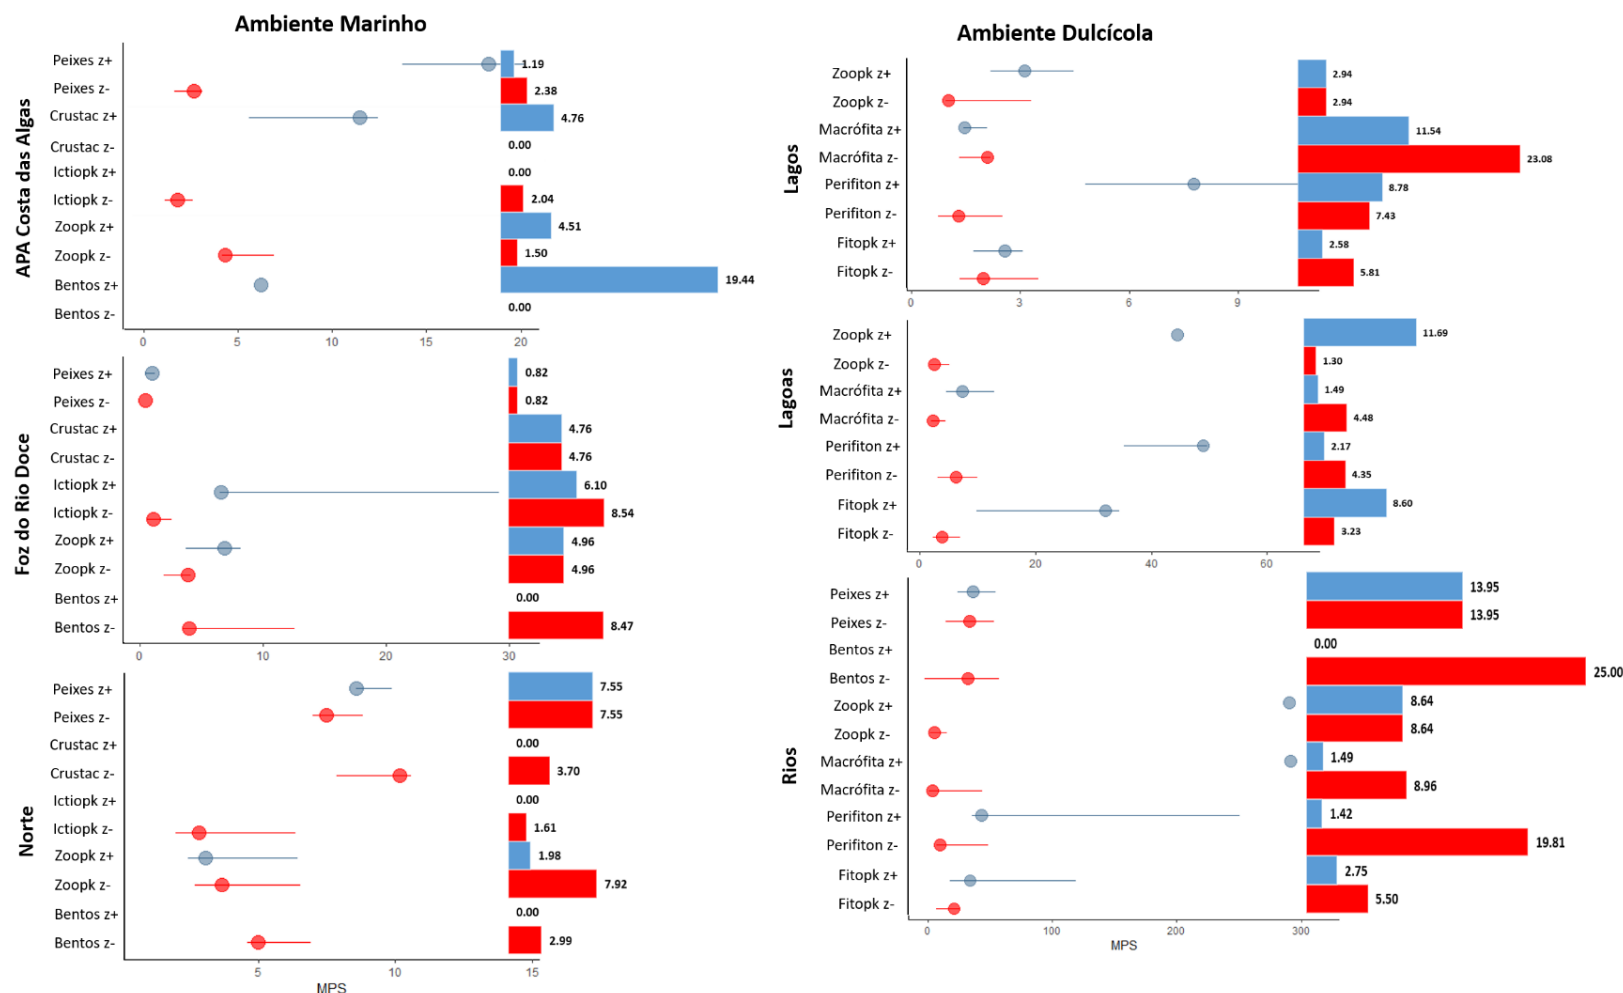 Ambiente Marinho
APA Costa das Algas
Peixes z+
1.19
Peixes z-
2.38
Crustac z+
4.76
Crustac z-
0.00
Ictiopk z+
0.00
Ictiopk z-
2.04
Zoopk z+
4.51
Zoopk z-
1.50
Bentos z+
19.44
Bentos z-
0.00
0 5 10 15 20
Foz do Rio Doce
Peixes z+
0.82
Peixes z-
0.82
Crustac z+
4.76
Crustac z-
4.76
Ictiopk z+
6.10
Ictiopk z-
8.54
Zoopk z+
4.96
Zoopk z-
4.96
Bentos z+
0.00
Bentos z-
8.47
0 10 20 30
Norte
Peixes z+
7.55
Peixes z-
7.55
Crustac z+
0.00
Crustac z-
3.70
Ictiopk z+
0.00
Ictiopk z-
1.61
Zoopk z+
1.98
Zoopk z-
7.92
Bentos z+
0.00
Bentos z-
2.99
5 10 15
MPS
Ambiente Dulcícola
Lagos
Zoopk z+
2.94
Zoopk z-
2.94
Macrófita z+
11.54
Macrófita z-
23.08
Perifiton z+
8.78
Perifiton z-
7.43
Fitopk z+
2.58
Fitopk z-
5.81
0 3 6 9
Lagoas
Zoopk z+
11.69
Zoopk z-
1.30
Macrófita z+
1.49
Macrófita z-
4.48
Perifiton z+
2.17
Perifiton z-
4.35
Fitopk z+
8.60
Fitopk z-
3.23
0 20 40 60
Rios
Peixes z+
13.95
Peixes z-
13.95
Bentos z+
0.00
Bentos z-
25.00
Zoopk z+
8.64
Zoopk z-
8.64
Macrófita z+
1.49
Macrófita z-
8.96
Perifiton z+
1.42
Perifiton z-
19.81
Fitopk z+
2.75
Fitopk z-
5.50
0 100 200 300
MPS